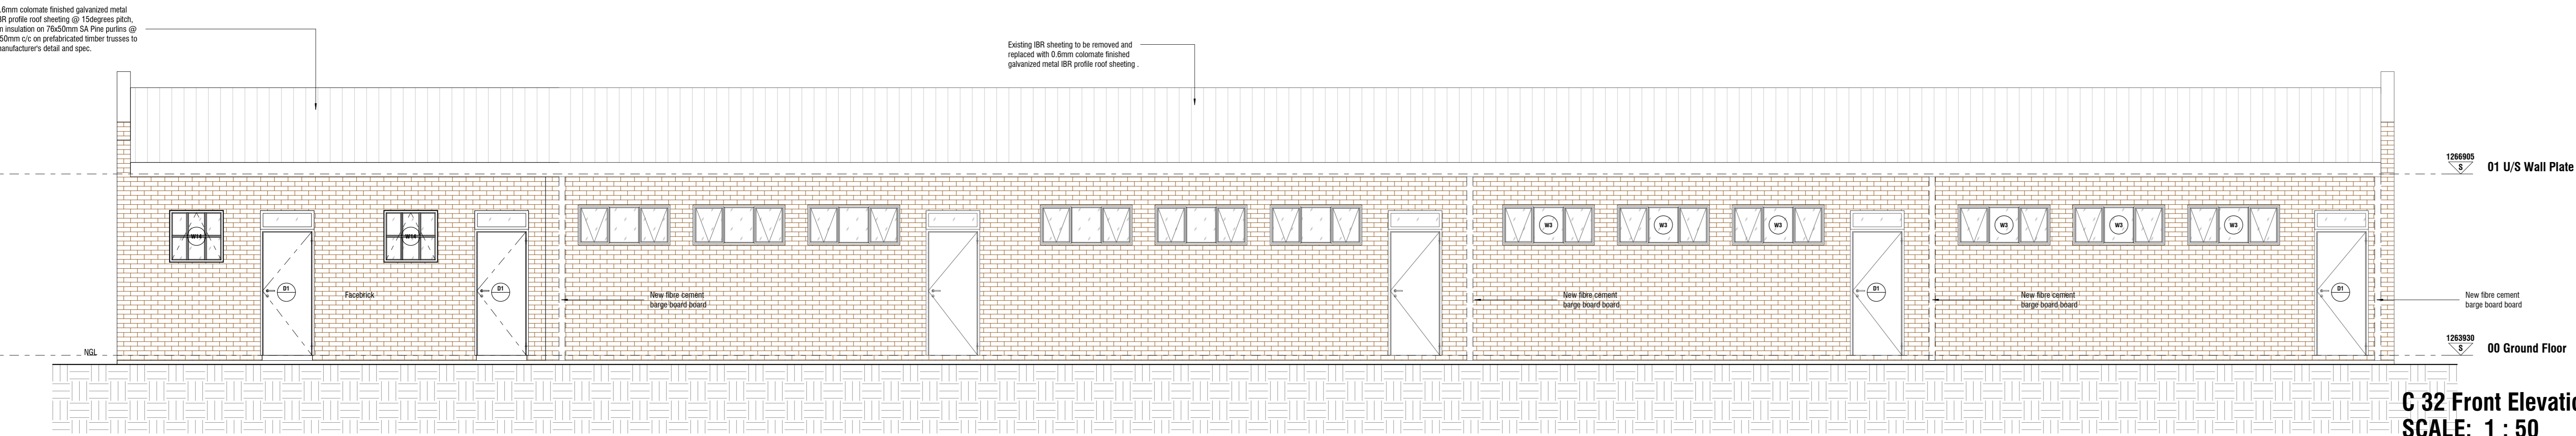 .6mm colomate finished galvanized metal
profile roof sheeting @ 15degrees pitch,
insulation on 76x50mm SA Pine purlins @
50mm c/c on prefabricated timber trusses to
detail and spec.
Existing IBR sheeting to be removed and
replaced with 0.6mm colomate finished
galvanized metal IBR profile roof sheeting .
1266905
S
01 U/S Wall Plate
W14
W14
W3
W3
W3
W3
W3
W3
D1
D1
D1
D1
Facebrick
New fibre cement
barge board board
New fibre cement
barge board board
New fibre cement
barge board board
New fibre cement
barge board board
NGL
1263930
S
00 Ground Floor
C 32 Front
SCALE: 1 : 50